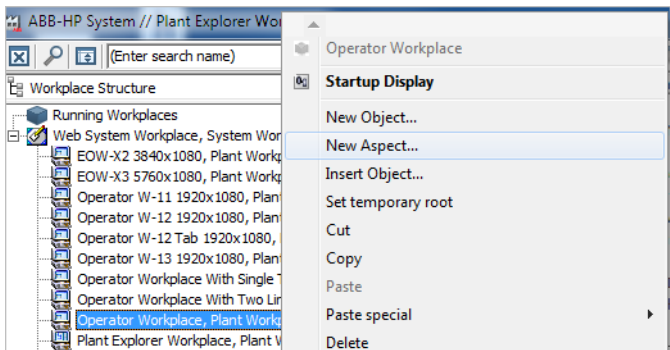 ABB-HP System // Plant Explorer Wo
(Enter search name)
Workplace Structure
Running Workplaces
Web System Workplace, System Wor
EOW-X2 3840x1080, Plant Workp
EOW-X3 5760x1080, Plant Workp
Operator W-11 1920x1080, Plan
Operator W-12 1920x1080, Plan
Operator W-12 Tab 1920x1080,
Operator W-13 1920x1080, Plan
Operator Workplace With Single T
Operator Workplace With Two Lin
Operator Workplace, Plant Workp
Plant Explorer Workplace, Plant W
Operator Workplace
Startup Display
New Object...
New Aspect...
Insert Object...
Set temporary root
Cut
Copy
Paste
Paste special
Delete